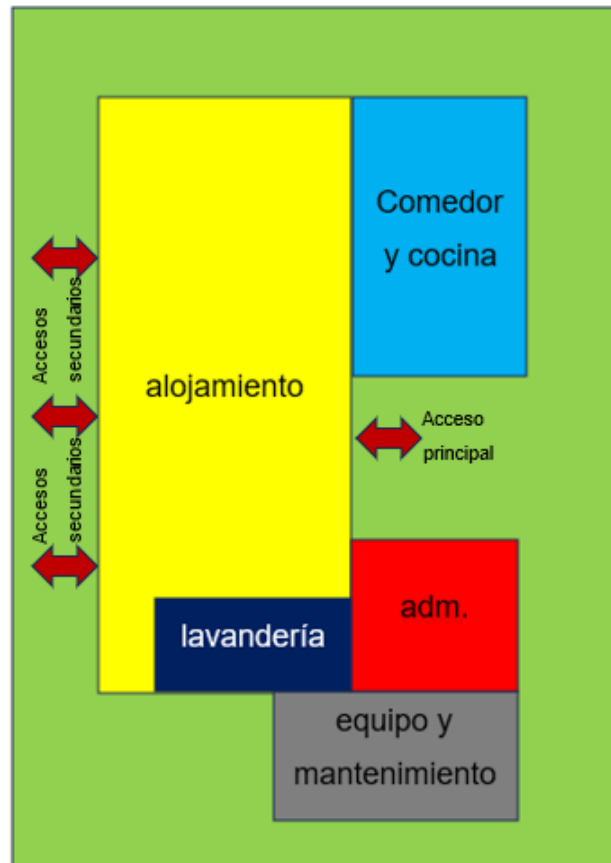 Comedor
y cocina
Accesos
secundarios
alojamiento
Acceso
principal
Accesos
secundarios
adm.
lavandería
equipo y
mantenimiento